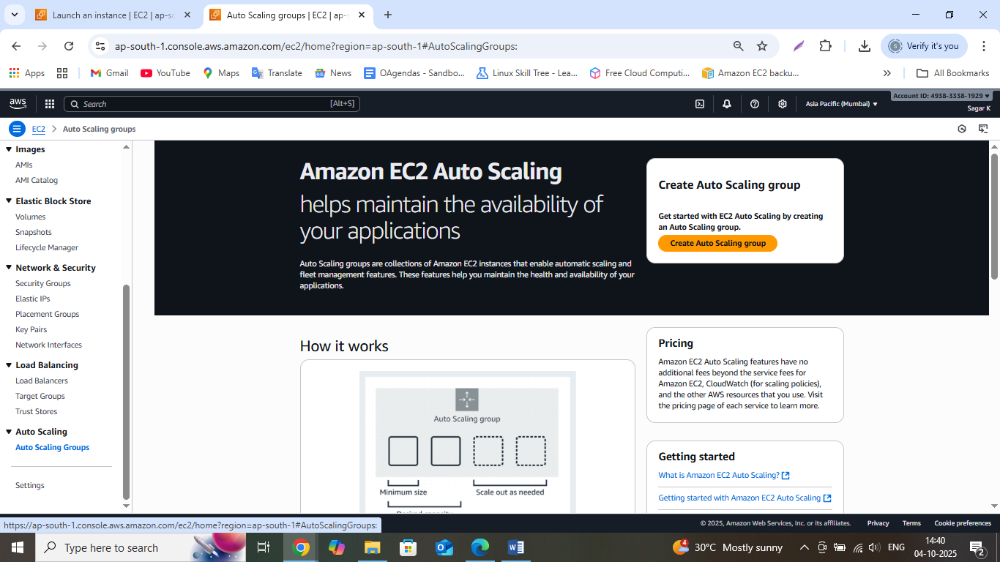 Launch an instance | EC2 | ap-sc
Auto Scaling groups | EC2 | ap-s
ap-south-1.console.aws.amazon.com/ec2/home?region=ap-south-1#AutoScalingGroups:
S
Verify it's you
Apps
Gmail
YouTube
Maps
Translate
News
OAgendas - Sandbo...
Linux Skill Tree - Lea...
Free Cloud Computi...
Amazon EC2 backu...
All Bookmarks
aws
Search
[Alt+S]
Asia Pacific (Mumbai)
Account ID: 4938-3338-1929
Sagar K
EC2
Auto Scaling groups
Images
AMIs
AMI Catalog
Elastic Block Store
Volumes
Snapshots
Lifecycle Manager
Network & Security
Security Groups
Elastic IPs
Placement Groups
Key Pairs
Network Interfaces
Load Balancing
Load Balancers
Target Groups
Trust Stores
Auto Scaling
Auto Scaling Groups
Settings
Amazon EC2 Auto Scaling
helps maintain the availability of
your applications
Auto Scaling groups are collections of Amazon EC2 instances that enable automatic scaling and
fleet management features. These features help you maintain the health and availability of your
applications.
Create Auto Scaling group
Get started with EC2 Auto Scaling by creating
an Auto Scaling group.
Create Auto Scaling group
How it works
Auto Scaling group
Minimum size
Scale out as needed
Desired capacity
Pricing
Amazon EC2 Auto Scaling features have no
additional fees beyond the service fees for
Amazon EC2, CloudWatch (for scaling policies),
and the other AWS resources that you use. Visit
the pricing page of each service to learn more.
Getting started
What is Amazon EC2 Auto Scaling?
Getting started with Amazon EC2 Auto Scaling
https://ap-south-1.console.aws.amazon.com/ec2/home?region=ap-south-1#AutoScalingGroups:
© 2025, Amazon Web Services, Inc. or its affiliates.
Privacy
Terms
Cookie preferences
Type here to search
30°C Mostly sunny
ENG
14:40
04-10-2025
2